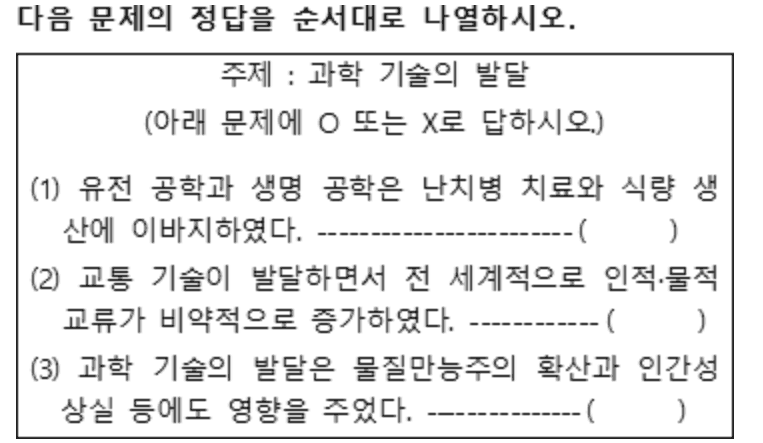 다음 문제의 정답을 순서대로 나열하시오.
주제 : 과학 기술의 발달
(아래 문제에 O 또는 X로 답하시오.)
(1) 유전 공학과 생명 공학은 난치병 치료와 식량 생
산에 이바지하였다. ------------------------(     )
(2) 교통 기술이 발달하면서 전 세계적으로 인적·물적
교류가 비약적으로 증가하였다. ------------(     )
(3) 과학 기술의 발달은 물질만능주의 확산과 인간성
상실 등에도 영향을 주었다. ---------------(     )